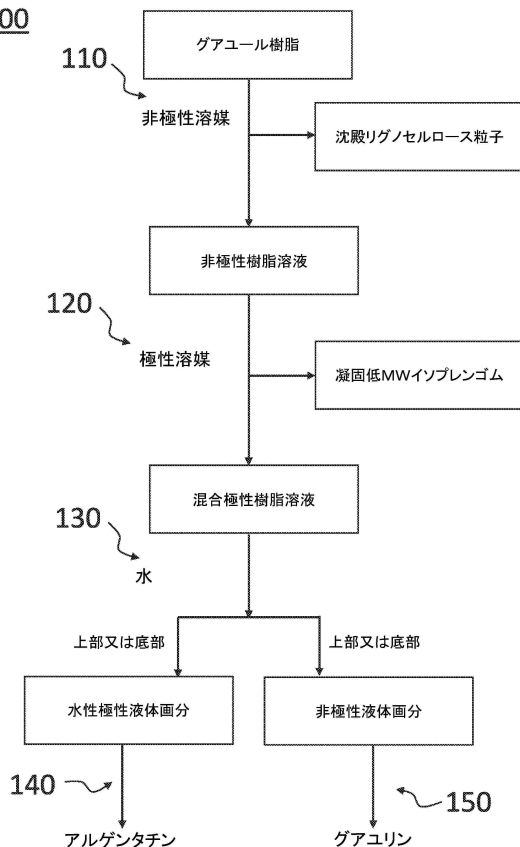 00
グアユール樹脂
110
非極性溶媒
沈殿リグノセルロース粒子
非極性樹脂溶液
120
極性溶媒
凝固低MWイソプレンゴム
混合極性樹脂溶液
130
水
上部又は底部
上部又は底部
水性極性液体画分
非極性液体画分
140
150
アルゲンタチン
グアユリン